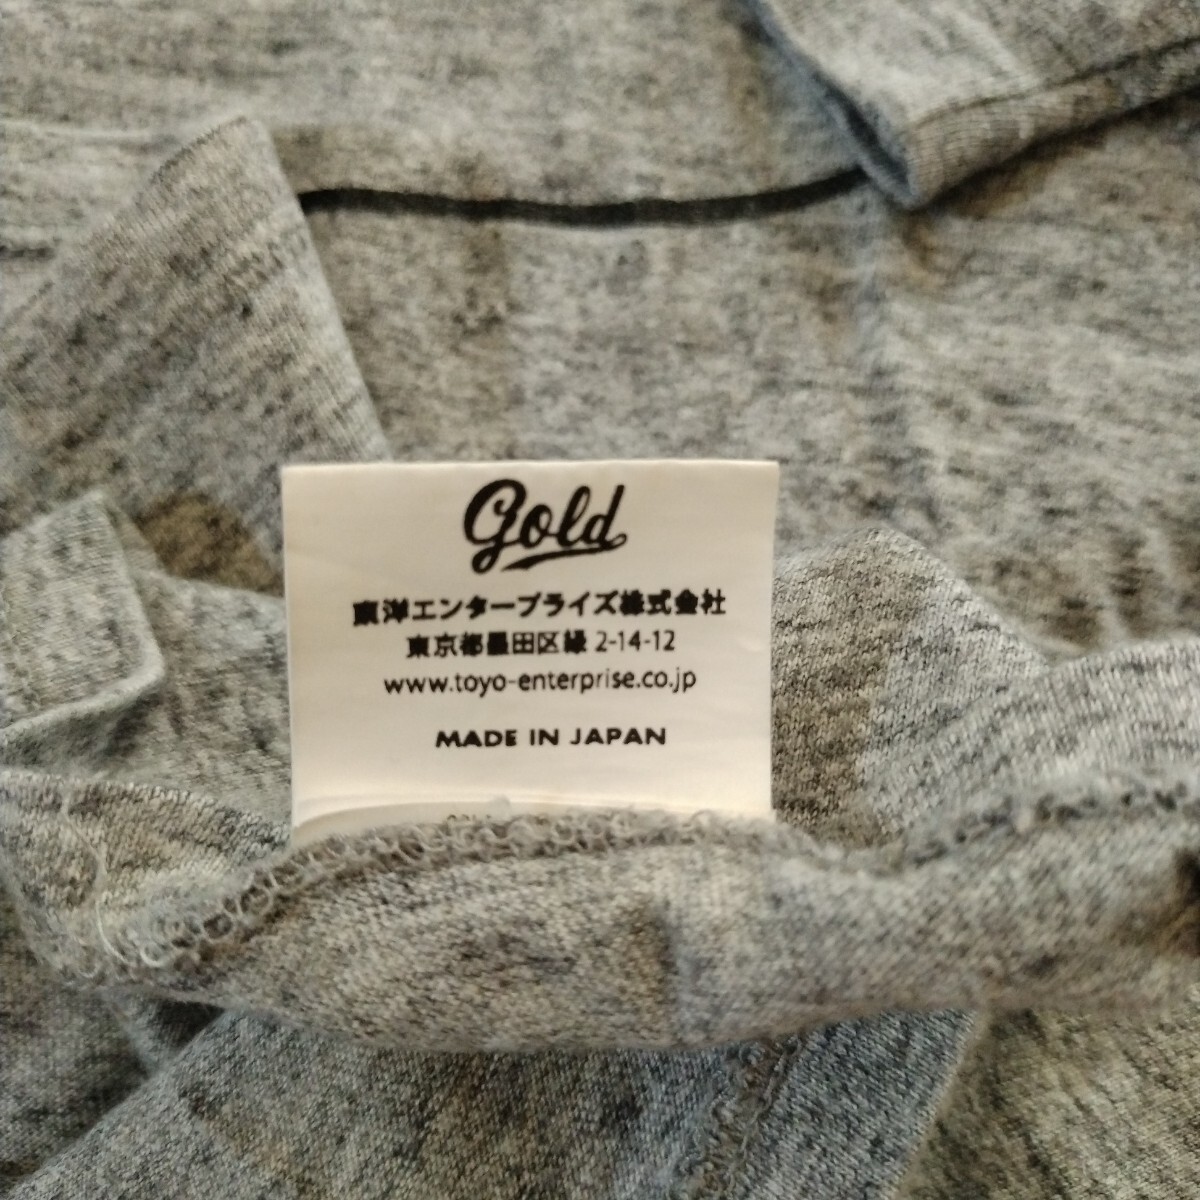 gold
東洋エンタープライズ株式会社
東京都墨田区緑 2-14-12
www.toyo-enterprise.co.jp
MADE IN JAPAN